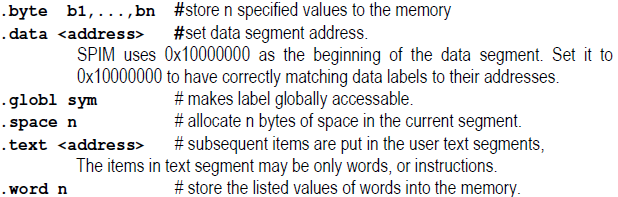 .byte b1,...,bn #store n specified values to the memory
.data <address> #set data segment address.
SPIM uses 0x10000000 as the beginning of the data segment. Set it to
0x10000000 to have correctly matching data labels to their addresses.
.globl sym # makes label globally accessable.
.space n # allocate n bytes of space in the current segment.
.text <address> # subsequent items are put in the user text segments,
The items in text segment may be only words, or instructions.
.word n # store the listed values of words into the memory.